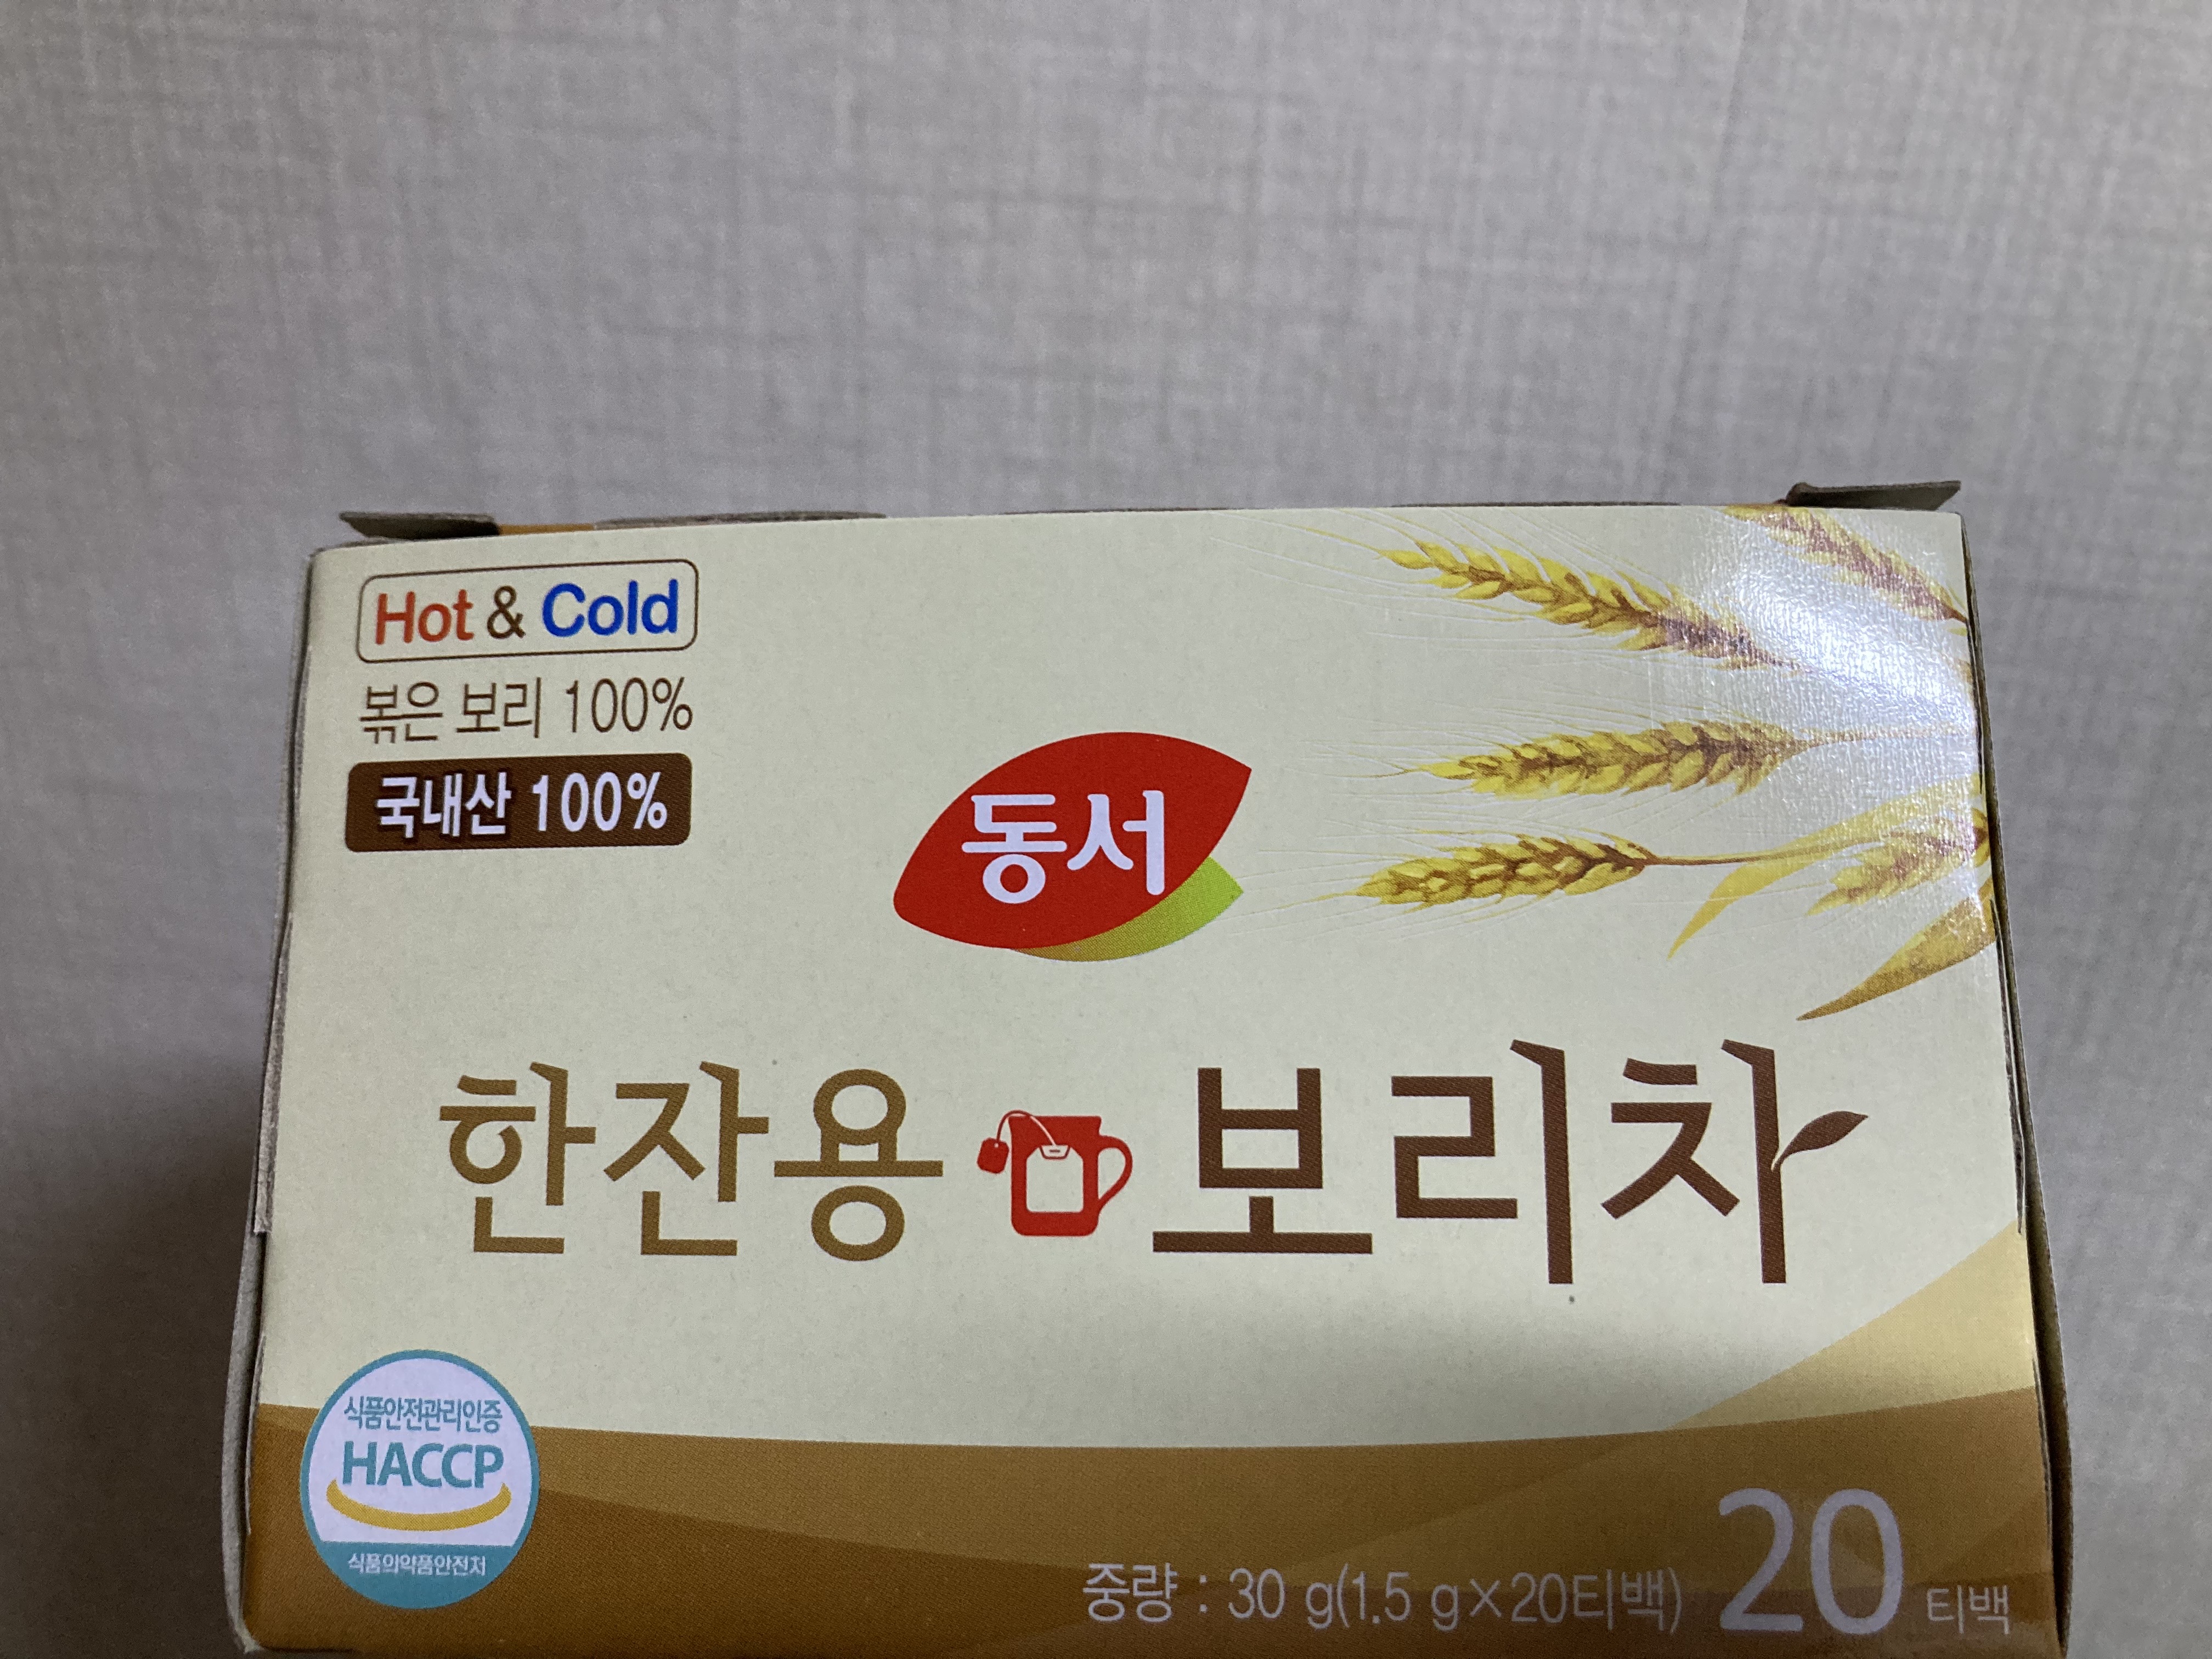 Hot & Cold
볶은 보리 100%
국내산 100%
동서
한잔용 보리차
식품안전관리인증
HACCP
식품의약품안전처
중량 : 30 g(1.5 g×20티백) 20 티백